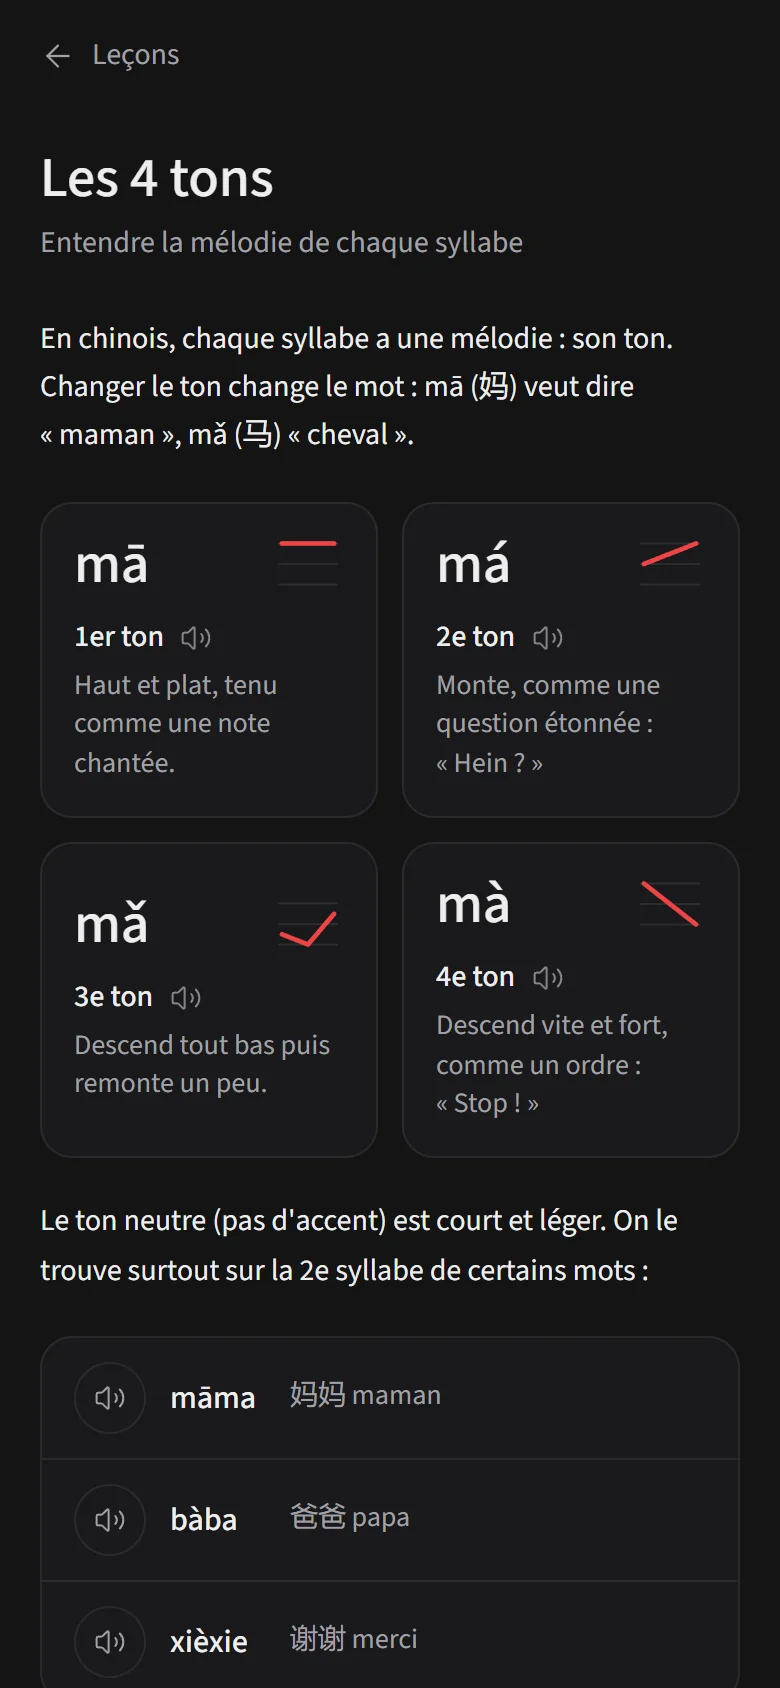 Leçons
Les 4 tons
Entendre la mélodie de chaque syllabe
En chinois, chaque syllabe a une mélodie : son ton.
Changer le ton change le mot : mā (妈) veut dire
« maman », mǎ (马) « cheval ».
mā
1er ton
Haut et plat, tenu
comme une note
chantée.
má
2e ton
Monte, comme une
question étonnée :
« Hein ? »
mǎ
3e ton
Descend tout bas puis
remonte un peu.
mà
4e ton
Descend vite et fort,
comme un ordre :
« Stop ! »
Le ton neutre (pas d'accent) est court et léger. On le
trouve surtout sur la 2e syllabe de certains mots :
māma 妈妈 maman
bàba 爸爸 papa
xièxie 谢谢 merci